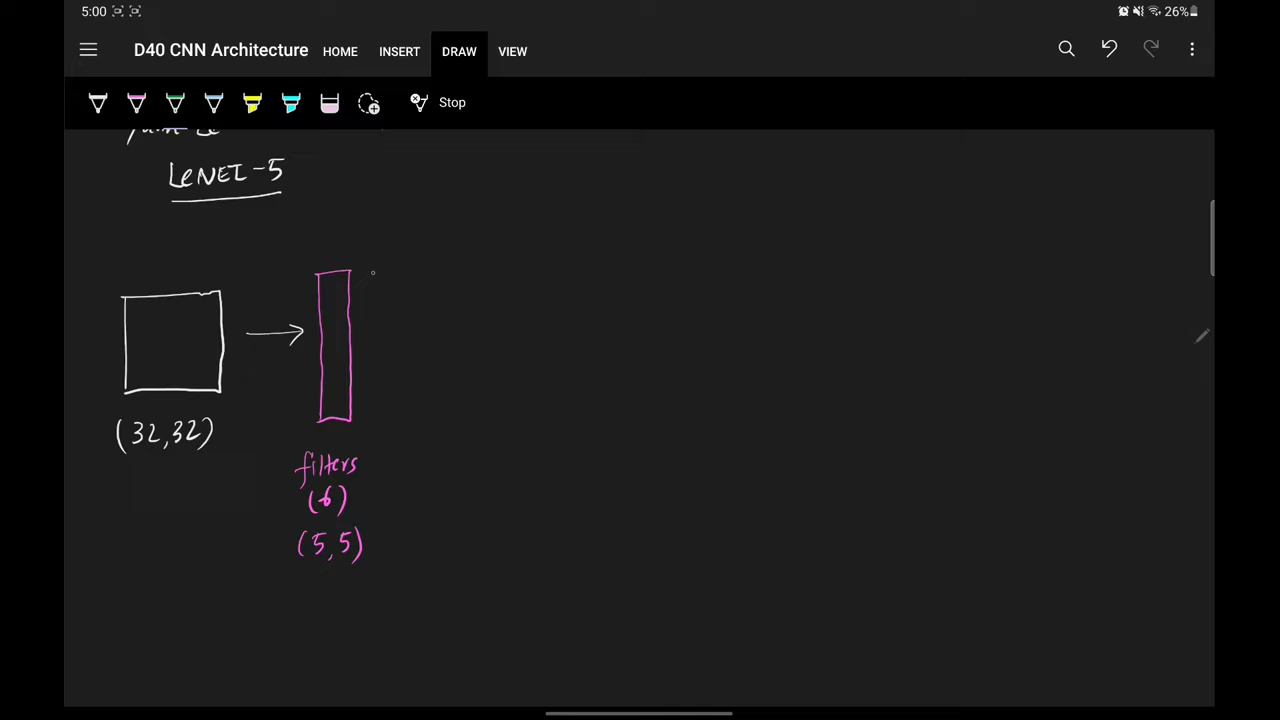 5:00 26%
D40 CNN Architecture HOME INSERT DRAW VIEW
Stop
LeNET-5
(32,32)
filters
(6)
(5,5)